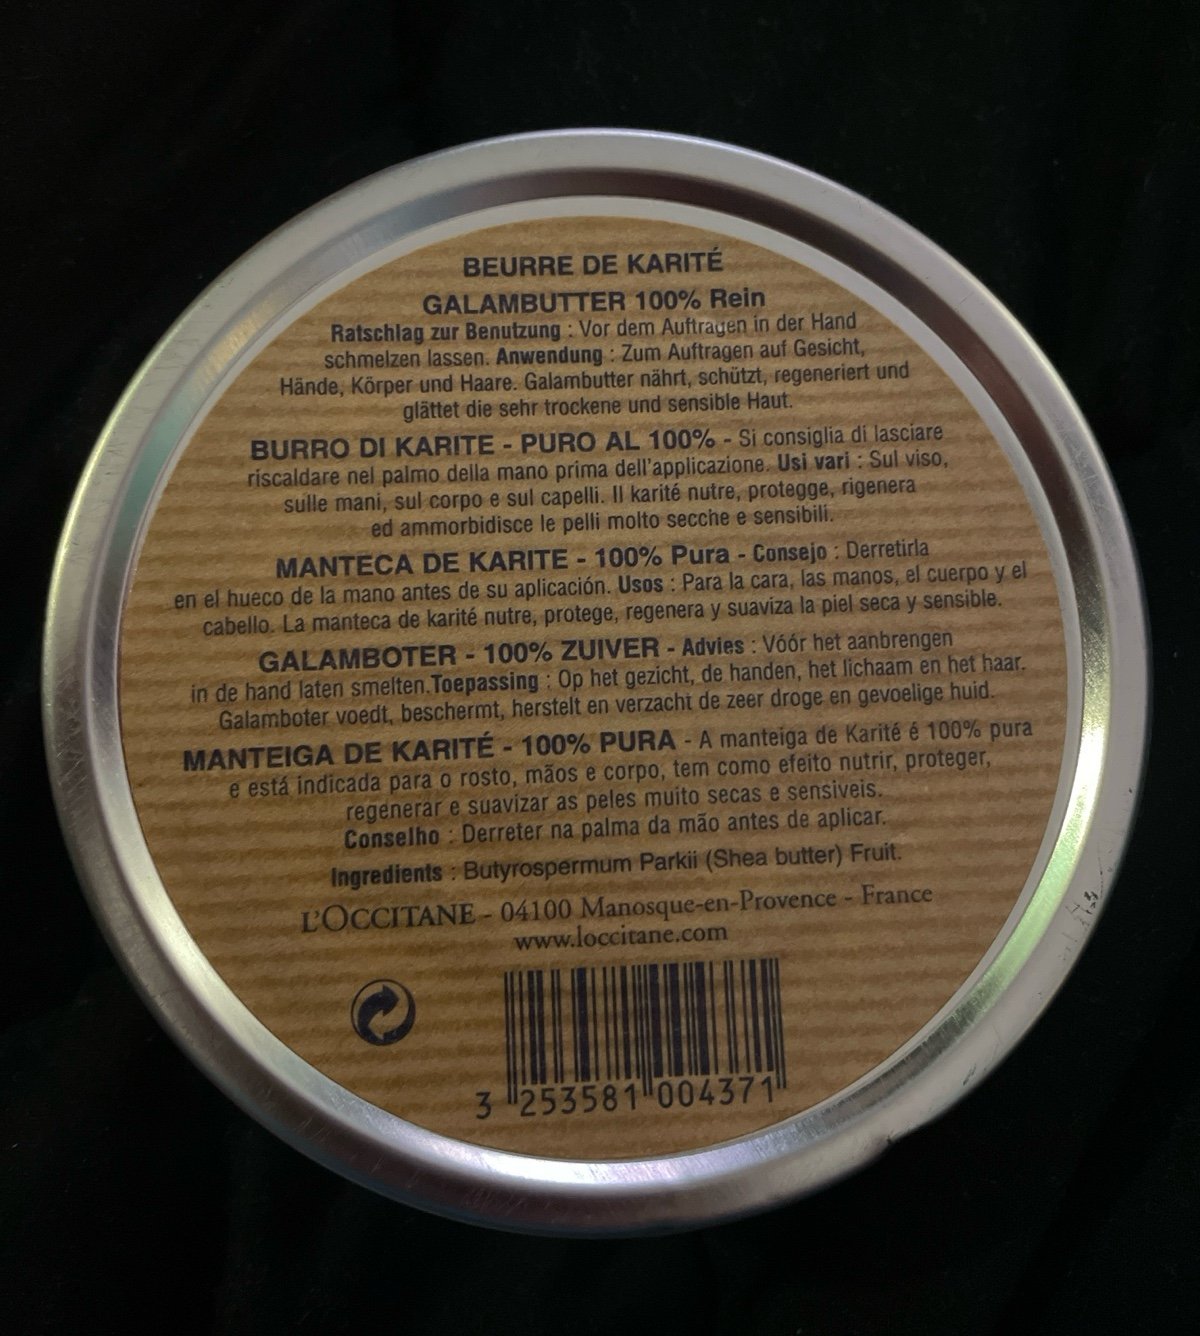 BEURRE DE KARITÉ
GALAMBUTTER 100% Rein
Ratschlag zur Benutzung : Vor dem Auftragen in der Hand
schmelzen lassen. Anwendung : Zum Auftragen auf Gesicht,
Hände, Körper und Haare. Galambutter nährt, schützt, regeneriert und
glättet die sehr trockene und sensible Haut.
BURRO DI KARITE - PURO AL 100% - Si consiglia di lasciare
riscaldare nel palmo della mano prima dell'applicazione. Usi vari : Sul viso,
sulle mani, sul corpo e sul capelli. Il karité nutre, protegge, rigenera
ed ammorbidisce le pelli molto secche e sensibili.
MANTECA DE KARITE - 100% Pura - Consejo : Derretirla
en el hueco de la mano antes de su aplicación. Usos : Para la cara, las manos, el cuerpo y el
cabello. La manteca de karité nutre, protege, regenera y suaviza la piel seca y sensible.
GALAMBOTER - 100% ZUIVER - Advies : Vóór het aanbrengen
in de hand laten smelten.Toepassing : Op het gezicht, de handen, het lichaam en het haar.
Galamboter voedt, beschermt, herstelt en verzacht de zeer droge en gevoelige huid.
MANTEIGA DE KARITÉ - 100% PURA - A manteiga de Karité é 100% pura
e está indicada para o rosto, mãos e corpo, tem como efeito nutrir, proteger,
regenerar e suavizar as peles muito secas e sensiveis.
Conselho : Derreter na palma da mão antes de aplicar.
Ingredients : Butyrospermum Parkii (Shea butter) Fruit.
L'OCCITANE - 04100 Manosque-en-Provence - France
www.loccitane.com
3 253581 004371